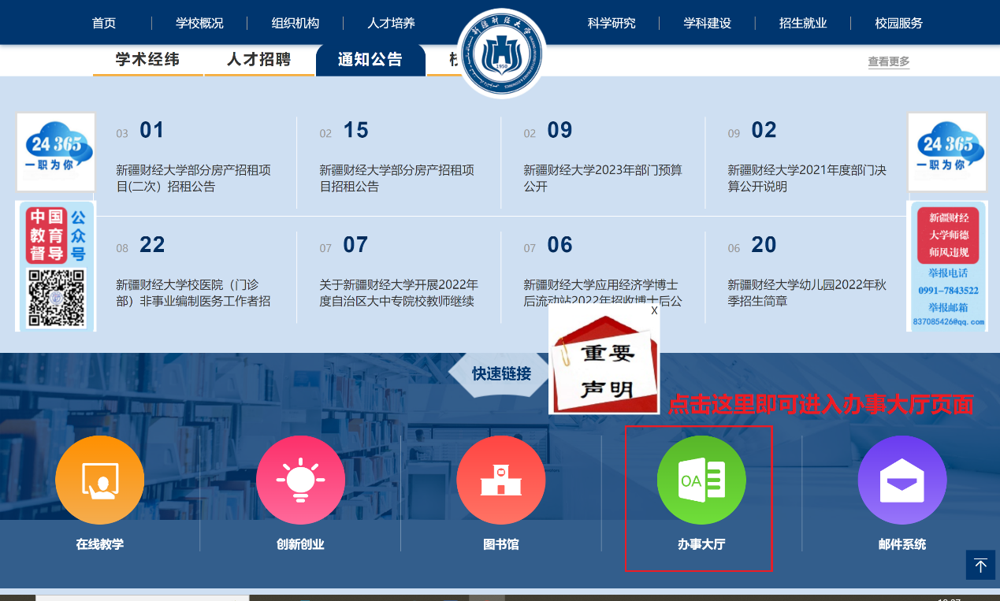 首页
学校概况
组织机构
人才培养
科学研究
学科建设
招生就业
校园服务
新疆财经大学
1950
学术经纬
人才招聘
通知公告
查看更多
24 365
一职为你
24 365
一职为你
03 01
新疆财经大学部分房产招租项
目(二次）招租公告
02 15
新疆财经大学部分房产招租项
目招租公告
02 09
新疆财经大学2023年部门预算
公开
09 02
新疆财经大学2021年度部门决
算公开说明
中国
教育
督导
公众号
新疆财经
大学师德
师风违规
举报电话
0991-7843522
举报邮箱
837085426@qq.com
08 22
新疆财经大学校医院（门诊
部）非事业编制医务工作者招
07 07
关于新疆财经大学开展2022年
度自治区大中专院校教师继续
07 06
新疆财经大学应用经济学博士
后流动站2022年招收博士后公
06 20
新疆财经大学幼儿园2022年秋
季招生简章
X
重要
声明
快速链接
点击这里即可进入办事大厅页面
OA
在线教学
创新创业
图书馆
办事大厅
邮件系统